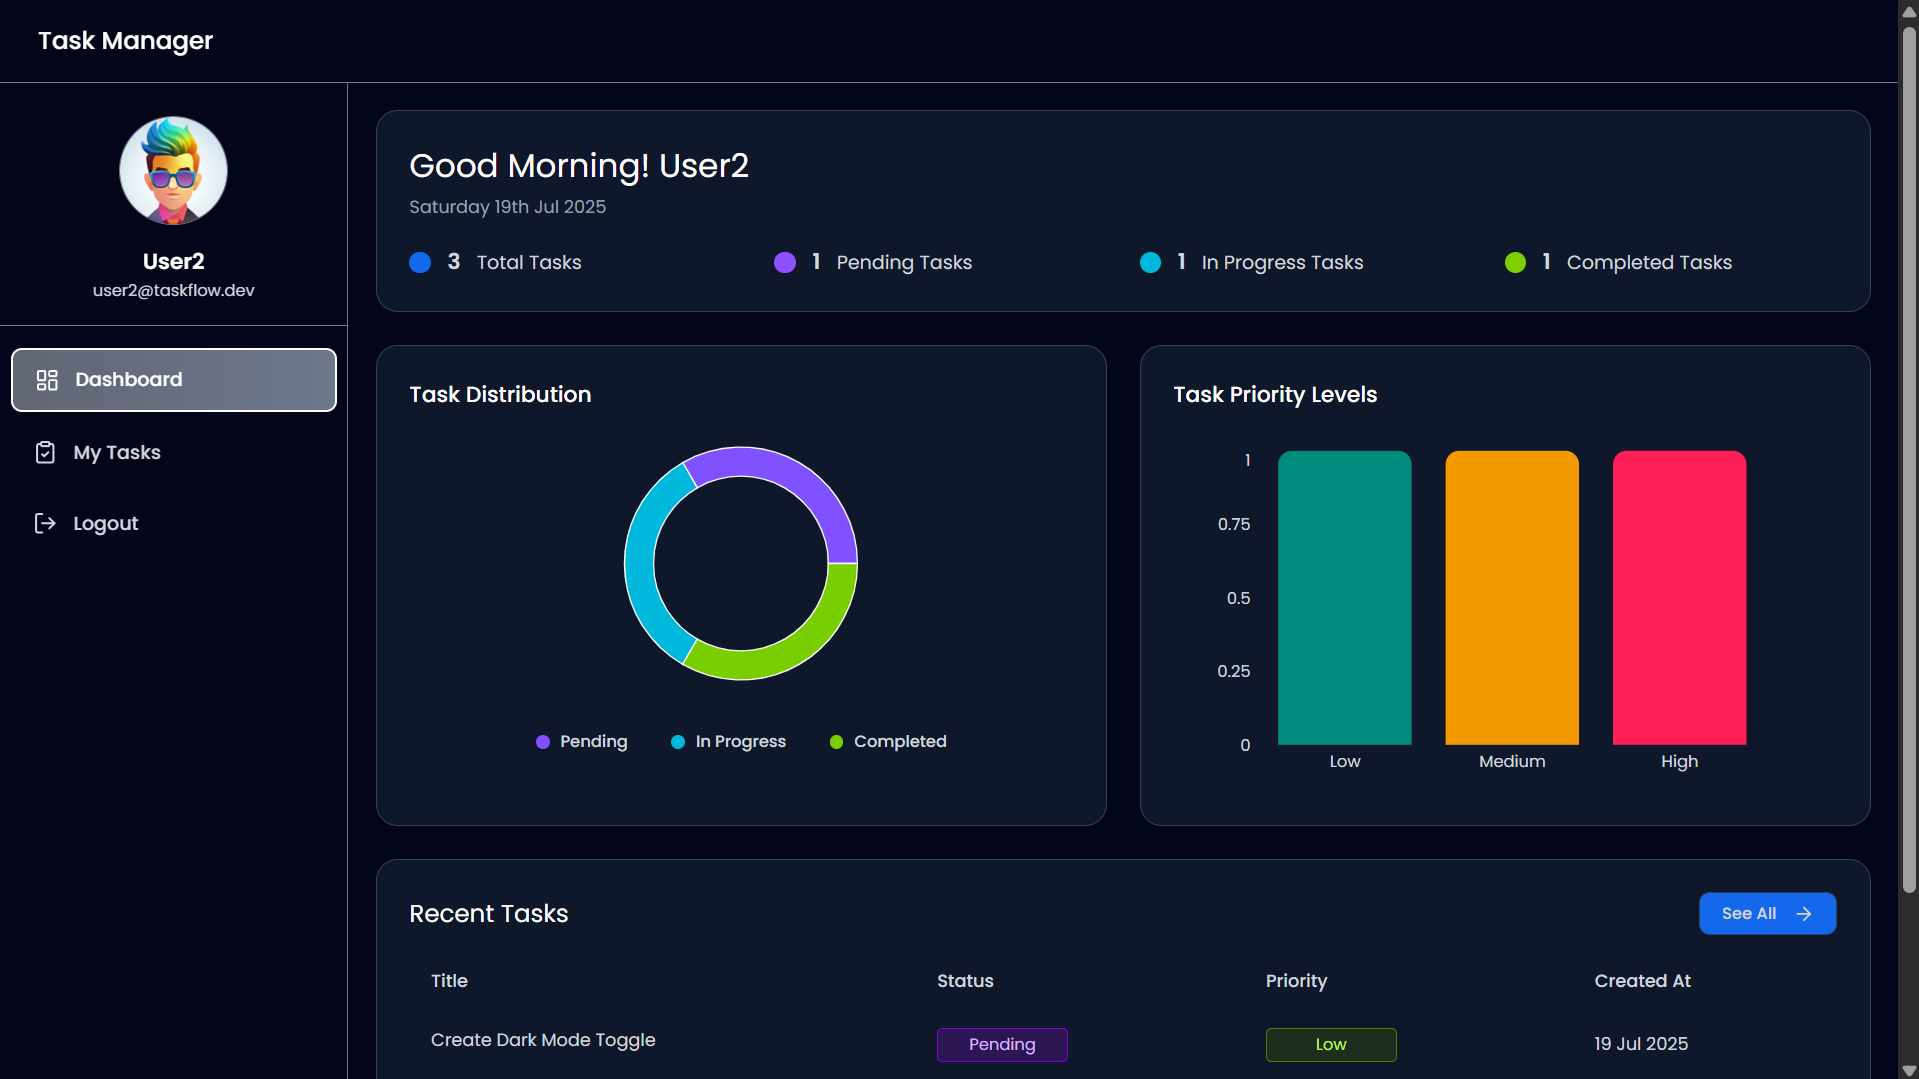 Task Manager
User2
user2@taskflow.dev
Dashboard
My Tasks
Logout
Good Morning! User2
Saturday 19th Jul 2025
3 Total Tasks
1 Pending Tasks
1 In Progress Tasks
1 Completed Tasks
Task Distribution
Pending
In Progress
Completed
Task Priority Levels
1
0.75
0.5
0.25
0
Low
Medium
High
Recent Tasks
See All
Title Status Priority Created At
Create Dark Mode Toggle Pending Low 19 Jul 2025